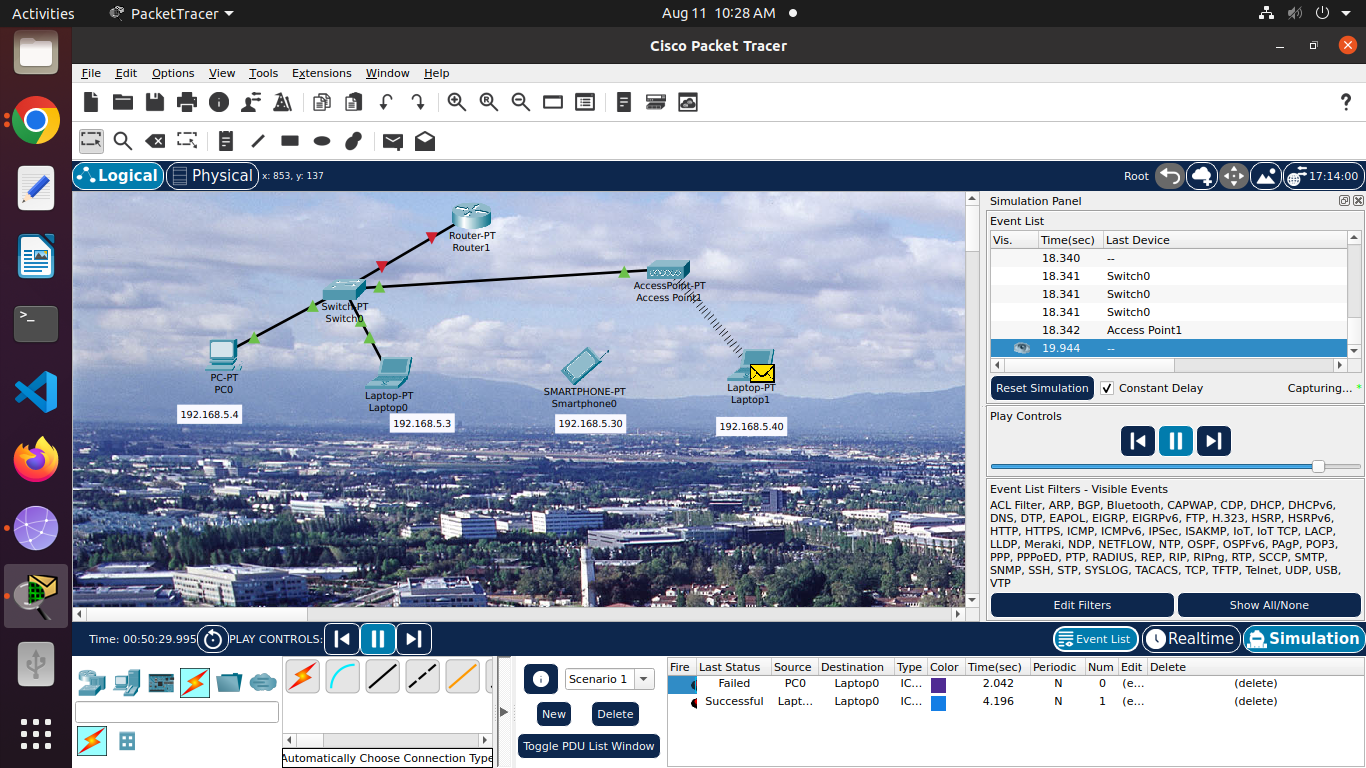 Activities
PacketTracer
Aug 11 10:28 AM
Cisco Packet Tracer
File Edit Options View Tools Extensions Window Help
Logical
Physical
x: 853, y: 137
Root
17:14:00
Router-PT
Router1
Switch-PT
Switch0
AccessPoint-PT
Access Point1
PC-PT
PC0
192.168.5.4
Laptop-PT
Laptop0
192.168.5.3
SMARTPHONE-PT
Smartphone0
192.168.5.30
Laptop-PT
Laptop1
192.168.5.40
Simulation Panel
Event List
Vis. Time(sec) Last Device
18.340 --
18.341 Switch0
18.341 Switch0
18.341 Switch0
18.342 Access Point1
19.944 --
Reset Simulation Constant Delay Capturing... *
Play Controls
Event List Filters - Visible Events
ACL Filter, ARP, BGP, Bluetooth, CAPWAP, CDP, DHCP, DHCPv6,
DNS, DTP, EAPOL, EIGRP, EIGRPv6, FTP, H.323, HSRP, HSRPv6,
HTTP, HTTPS, ICMP, ICMPv6, IPSec, ISAKMP, IoT, IoT TCP, LACP,
LLDP, Meraki, NDP, NETFLOW, NTP, OSPF, OSPFv6, PAgP, POP3,
PPP, PPPoED, PTP, RADIUS, REP, RIP, RIPng, RTP, SCCP, SMTP,
SNMP, SSH, STP, SYSLOG, TACACS, TCP, TFTP, Telnet, UDP, USB,
VTP
Edit Filters Show All/None
Time: 00:50:29.995 PLAY CONTROLS:
Event List Realtime Simulation
Automatically Choose Connection Type
Scenario 1
New Delete
Toggle PDU List Window
Fire Last Status Source Destination Type Color Time(sec) Periodic Num Edit Delete
Failed PC0 Laptop0 IC... 2.042 N 0 (e... (delete)
Successful Lapt... Laptop0 IC... 4.196 N 1 (e... (delete)